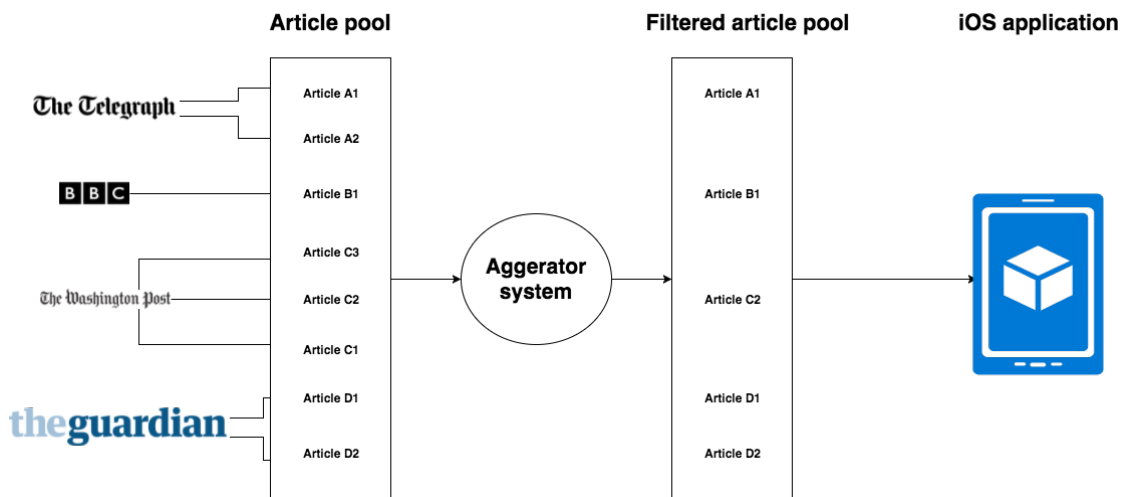 Article pool
Filtered article pool
iOS application
The Telegraph
Article A1
Article A2
BBC
Article B1
The Washington Post
Article C3
Article C2
Article C1
theguardian
Article D1
Article D2
Aggerator
system
Article A1
Article B1
Article C2
Article D1
Article D2